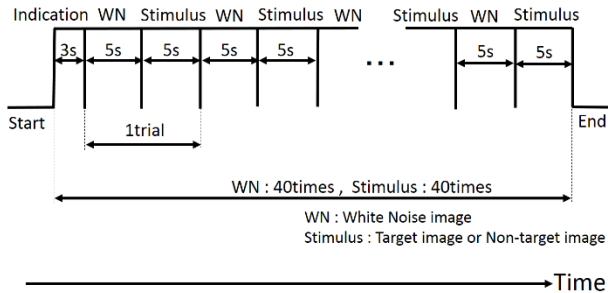 Indication WN Stimulus WN Stimulus WN Stimulus WN Stimulus
3s 5s 5s 5s 5s ... 5s 5s
Start End
1trial
WN : 40times , Stimulus : 40times
WN : White Noise image
Stimulus : Target image or Non-target image
Time